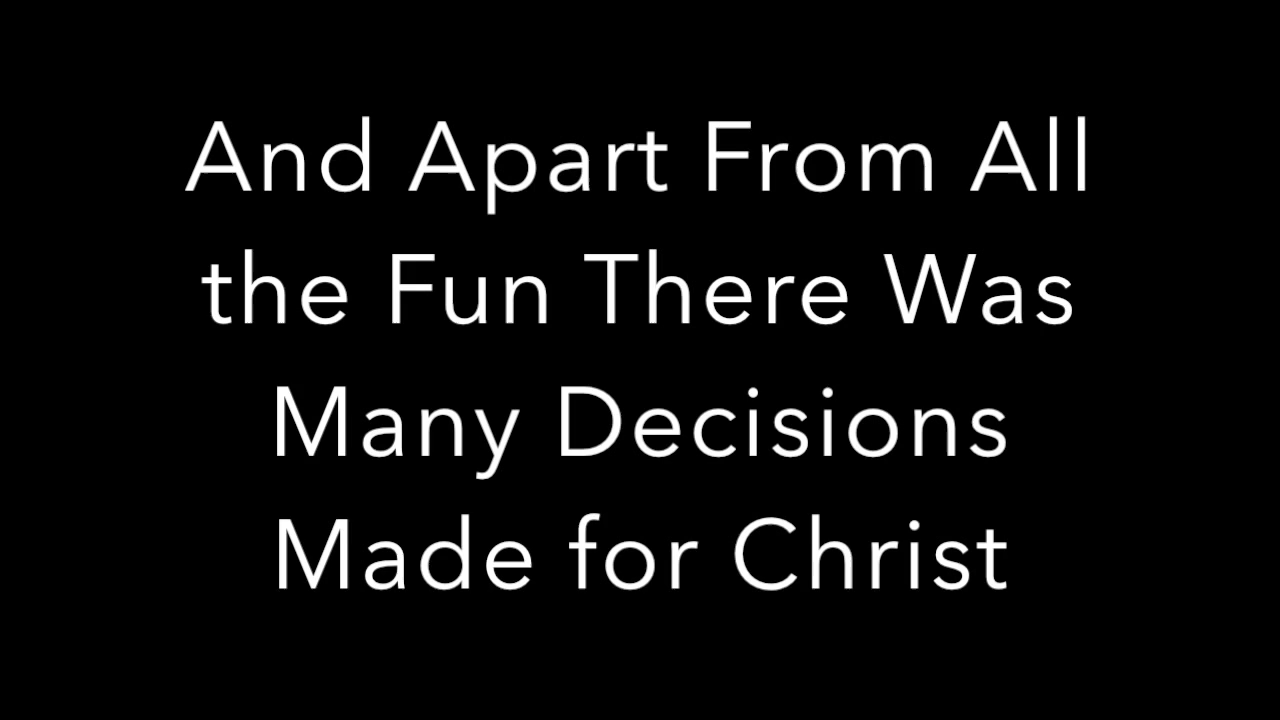 And Apart From All
the Fun There Was
Many Decisions
Made for Christ